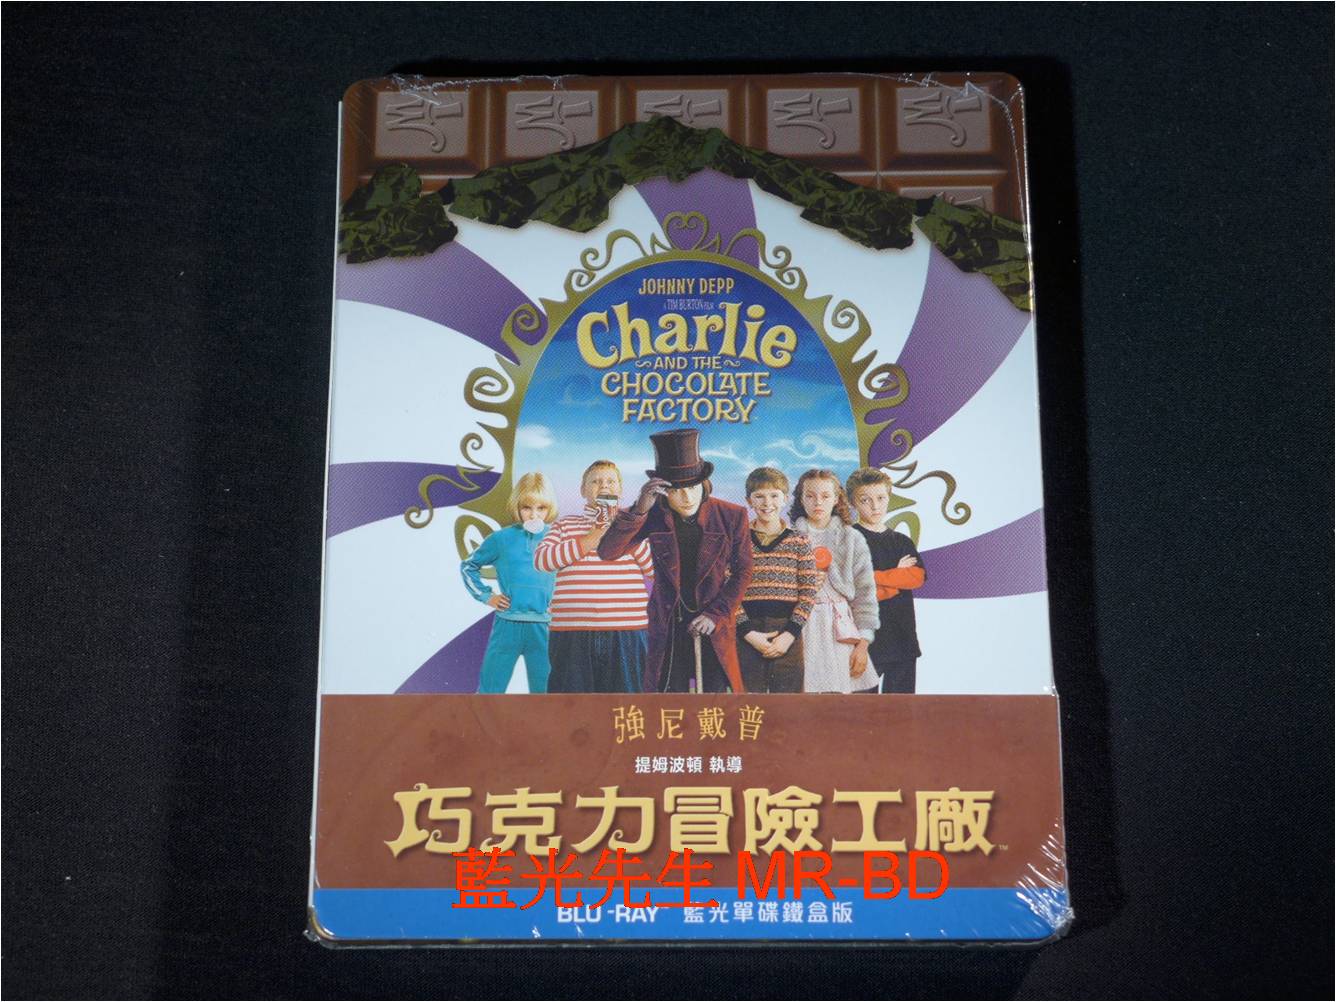 JOHNNY DEPP
A TIM BURTON FILM
Charlie
AND THE
CHOCOLATE
FACTORY
強尼戴普
提姆波頓 執導
巧克力冒險工廠™
藍光先生 MR-BD
BLU-RAY 藍光單碟鐵盒版